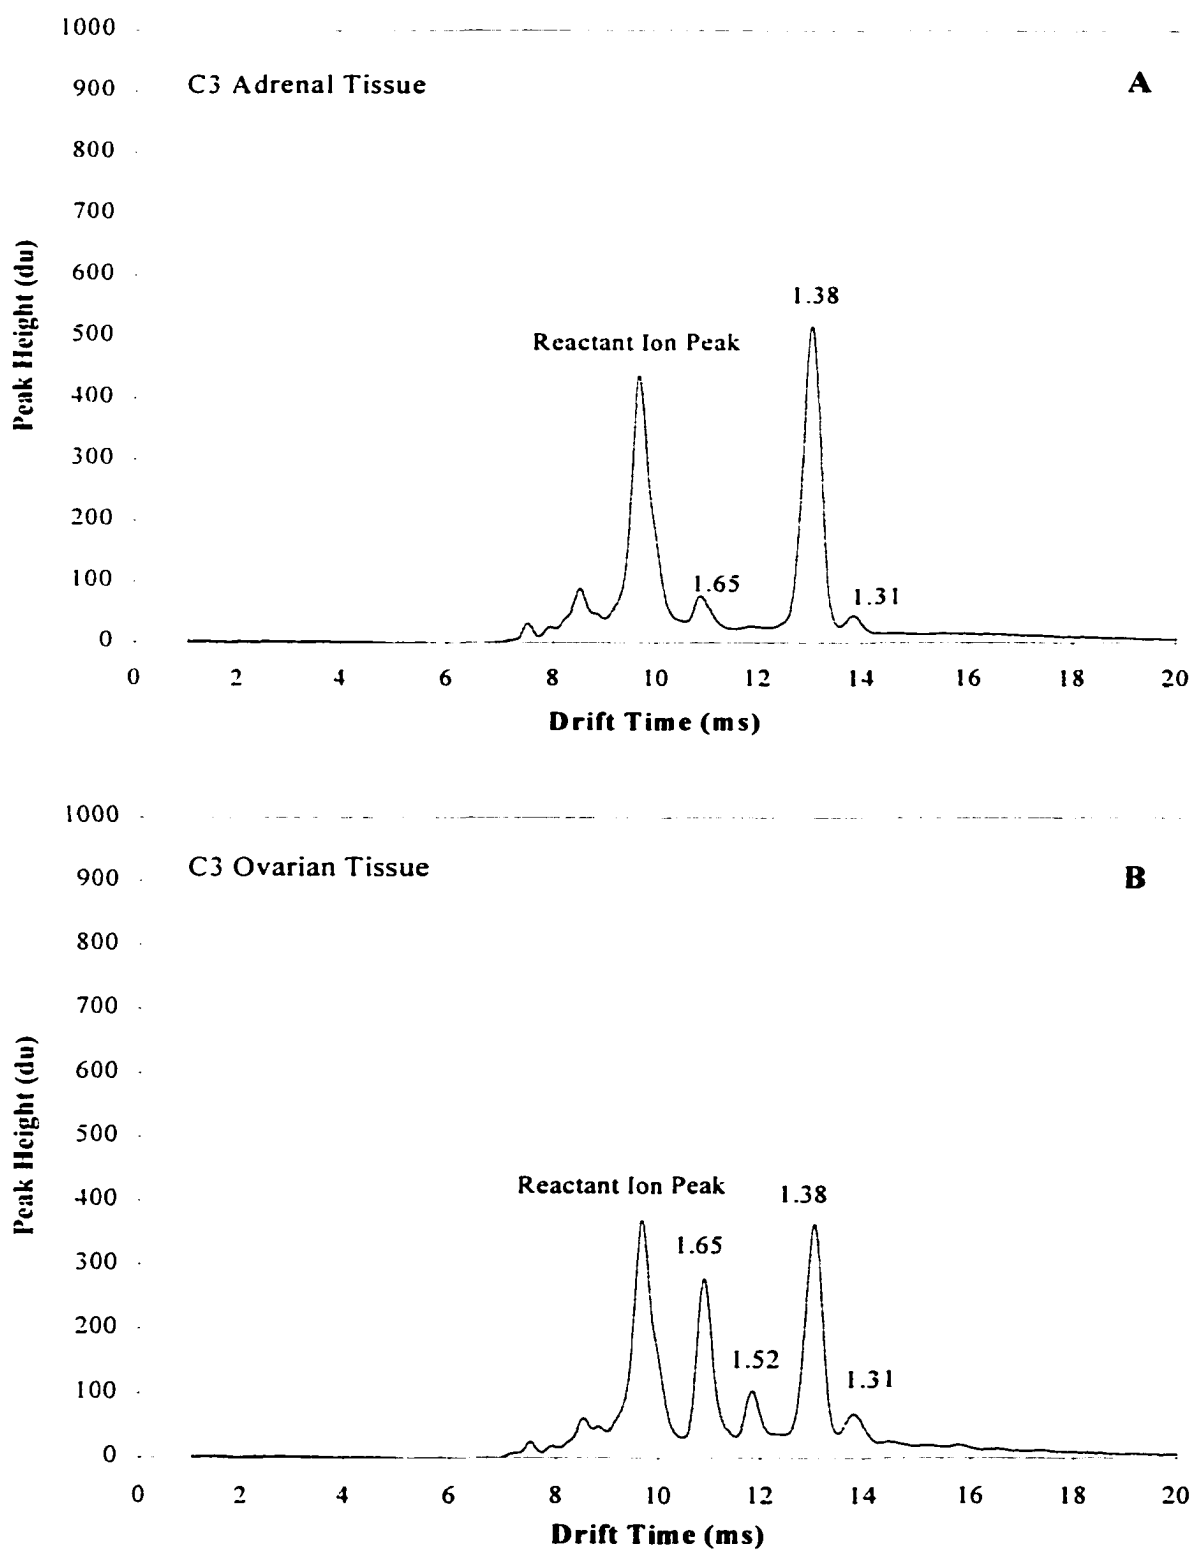 1000
C3 Adrenal Tissue
A
900
800
700
600
1.38
500
Reactant Ion Peak
400
300
200
100
1.65
1.31
0
Peak Height (du)
0 2 4 6 8 10 12 14 16 18 20
Drift Time (ms)
1000
C3 Ovarian Tissue
B
900
800
700
600
500
400
Reactant Ion Peak
1.38
300
1.65
200
1.52
100
1.31
0
Peak Height (du)
0 2 4 6 8 10 12 14 16 18 20
Drift Time (ms)